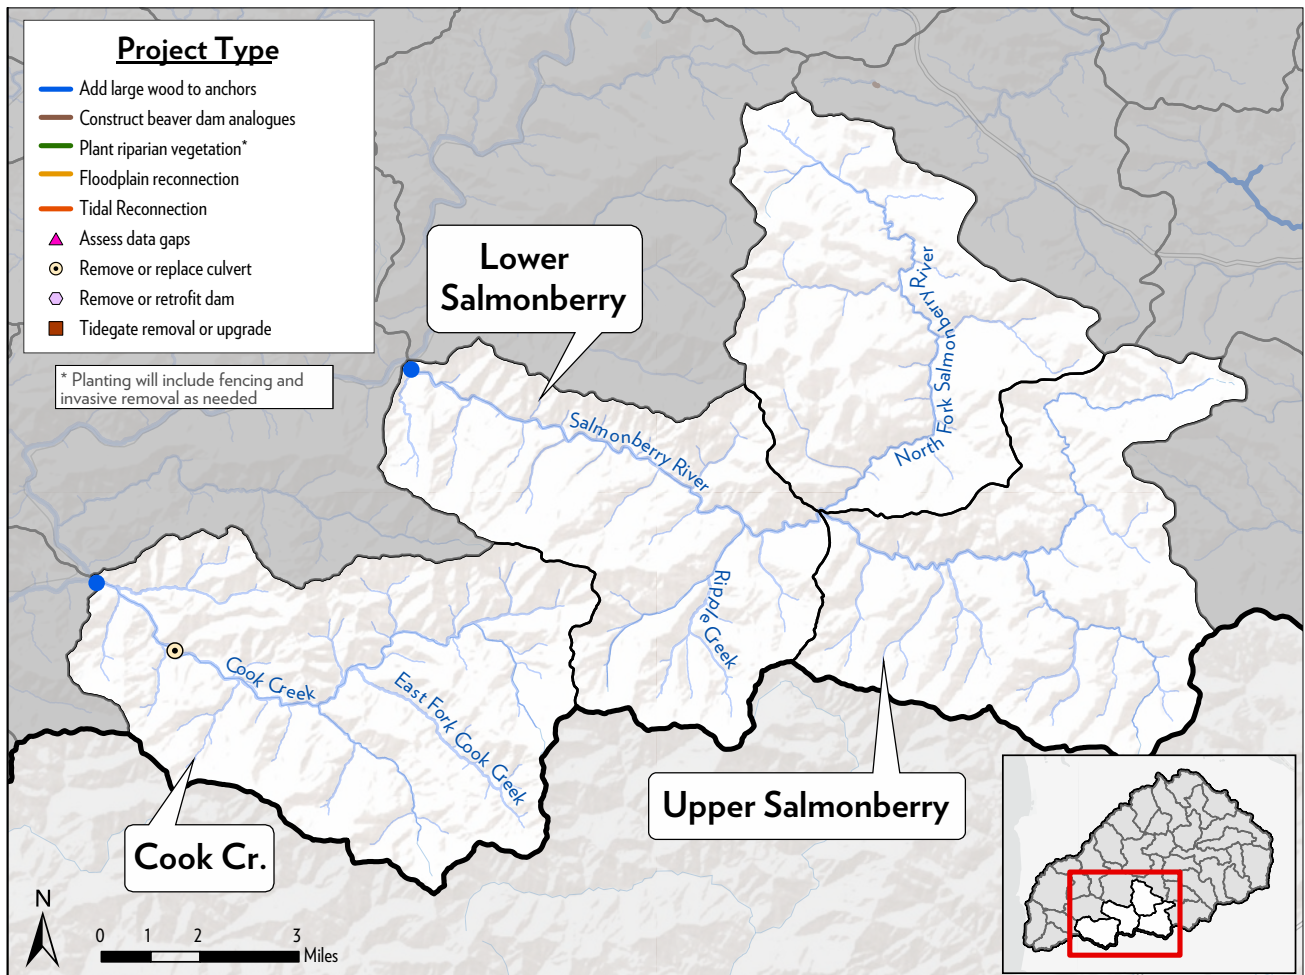 Project Type
Add large wood to anchors
Construct beaver dam analogues
Plant riparian vegetation*
Floodplain reconnection
Tidal Reconnection
Assess data gaps
Remove or replace culvert
Remove or retrofit dam
Tidegate removal or upgrade
* Planting will include fencing and
invasive removal as needed
Lower
Salmonberry
North Fork Salmonberry River
Salmonberry River
Ripple Creek
Cook Creek
East Fork Cook Creek
Upper Salmonberry
Cook Cr.
N
0 1 2 3
Miles